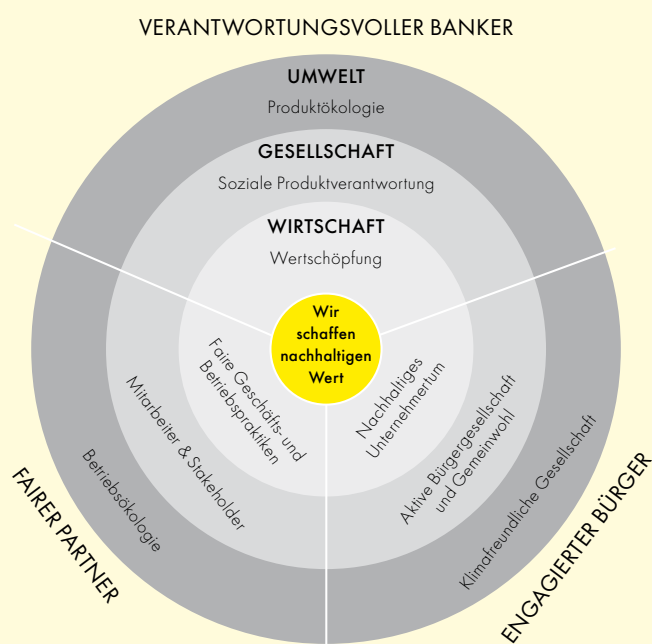 VERANTWORTUNGSVOLLER BANKER
UMWELT
Produktökologie
GESELLSCHAFT
Soziale Produktverantwortung
WIRTSCHAFT
Wertschöpfung
Wir
schaffen
nachhaltigen
Wert
Faire Geschäfts- und
Betriebspraktiken
Mitarbeiter & Stakeholder
Betriebsökologie
FAIRER PARTNER
Nachhaltiges
Unternehmertum
Aktive Bürgergesellschaft
und Gemeinwohl
Klimafreundliche Gesellschaft
ENGAGIERTER BÜRGER